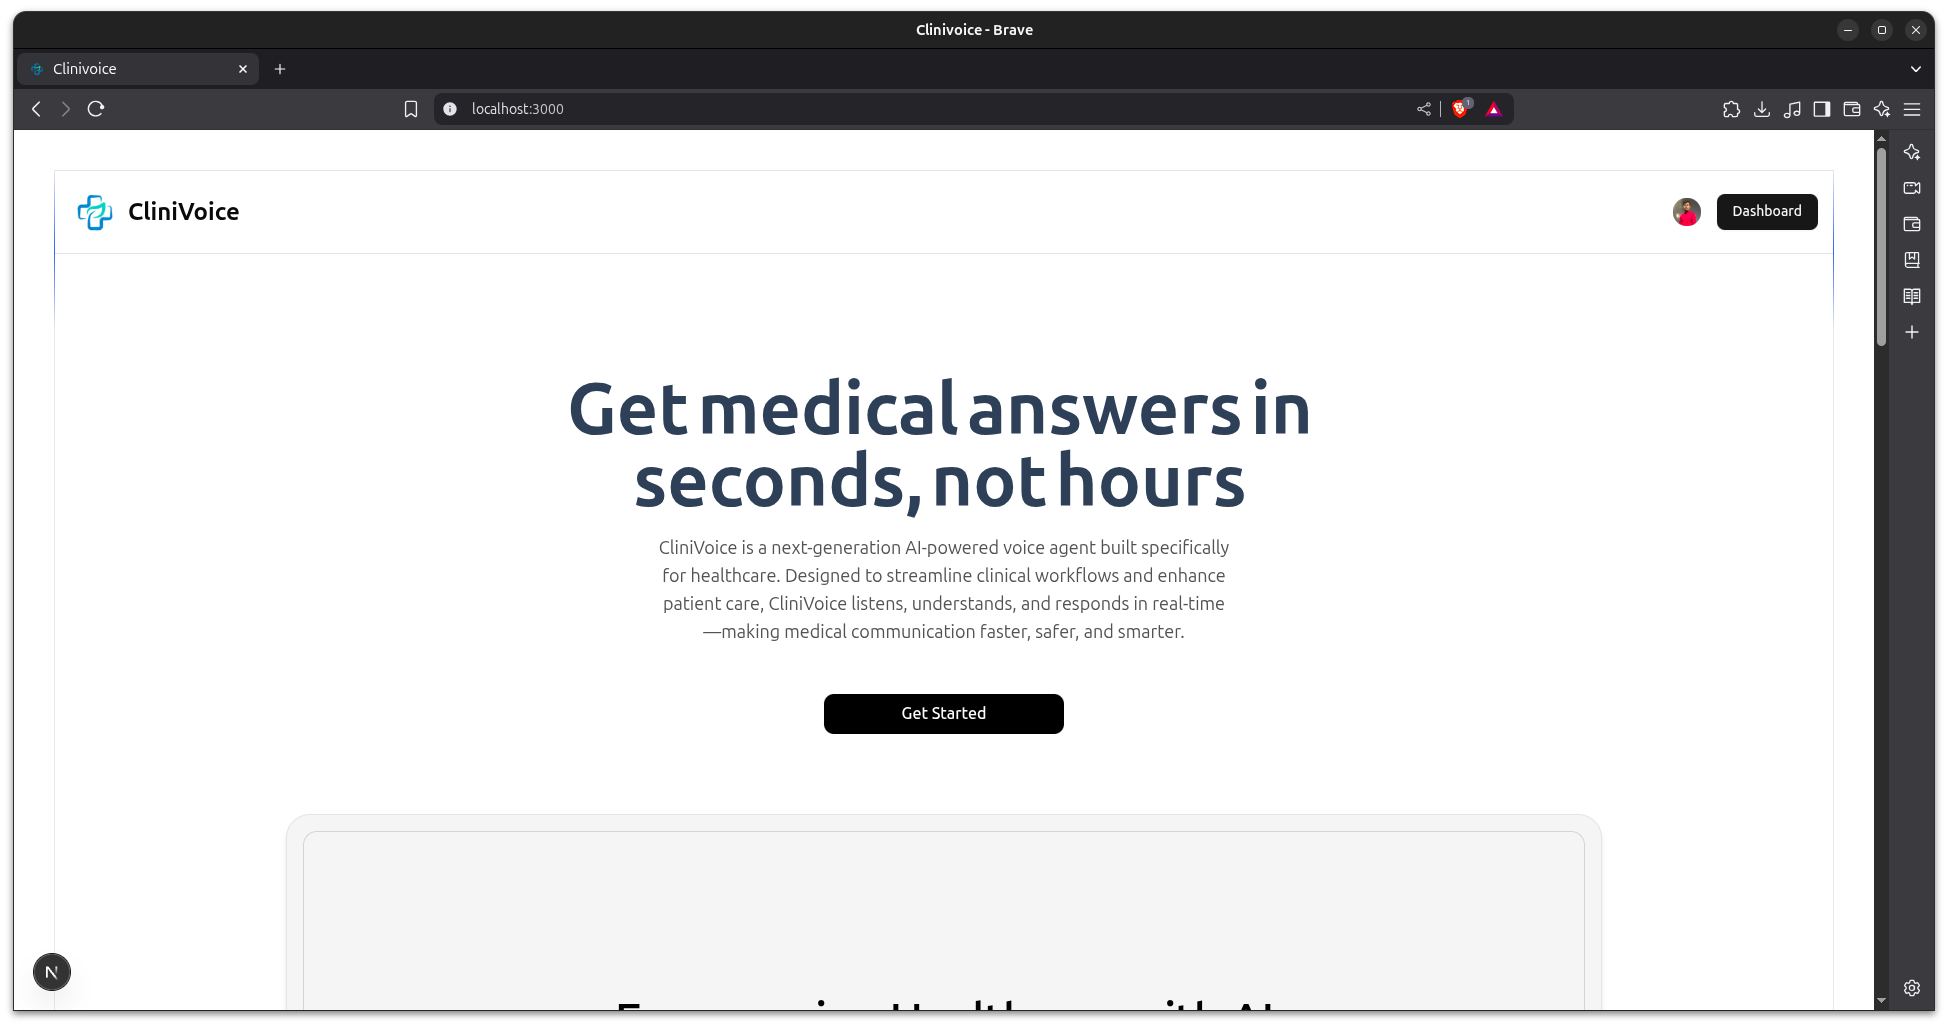 Clinivoice - Brave
Clinivoice
localhost:3000
1
CliniVoice
Dashboard
Get medical answers in
seconds, not hours
CliniVoice is a next-generation AI-powered voice agent built specifically
for healthcare. Designed to streamline clinical workflows and enhance
patient care, CliniVoice listens, understands, and responds in real-time
—making medical communication faster, safer, and smarter.
Get Started
N